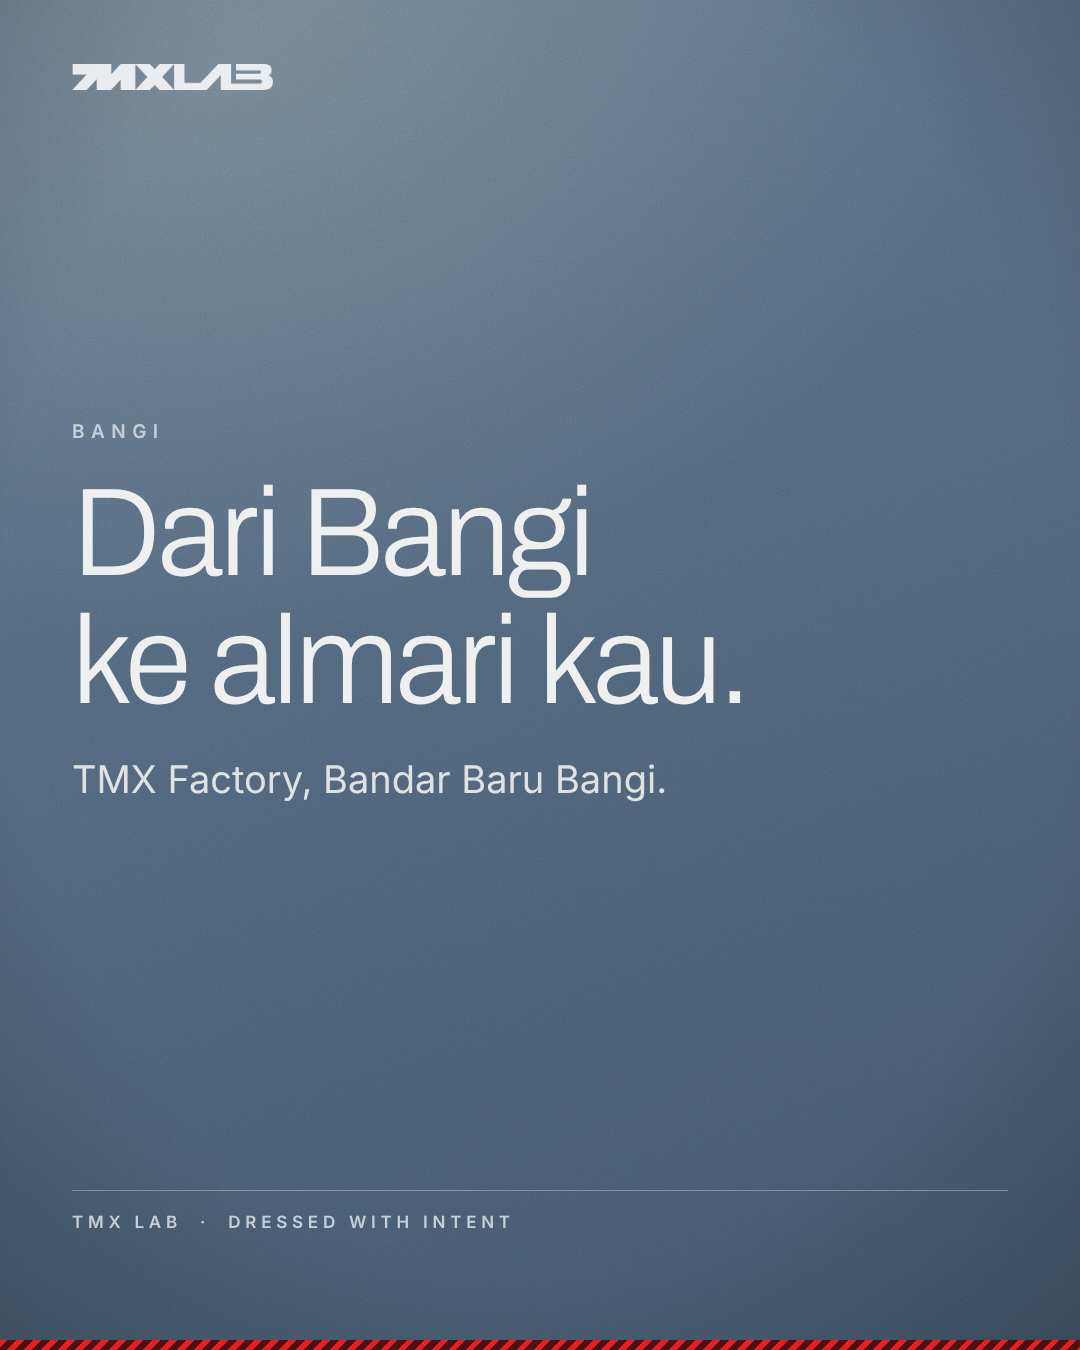 TMXLAB
BANGI
Dari Bangi
ke almari kau.
TMX Factory, Bandar Baru Bangi.
TMX LAB · DRESSED WITH INTENT